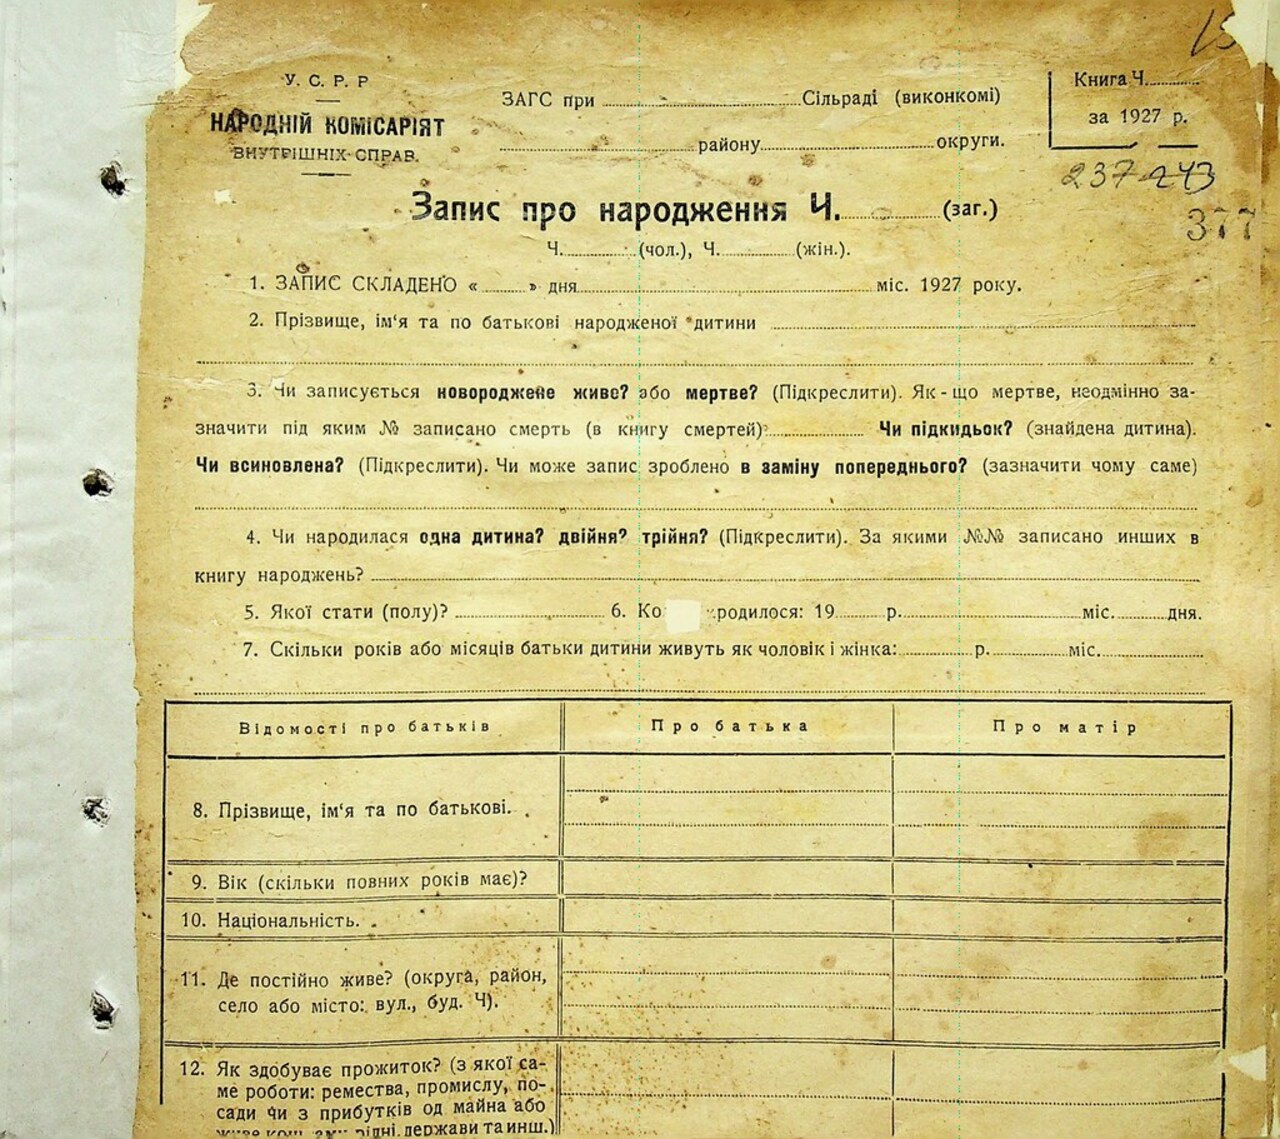 У. С. Р. Р
НАРОДНІЙ КОМІСАРІЯТ
ВНУТРІШНІХ СПРАВ.
ЗАГС при Сільраді (виконкомі)
району округи.
Книга Ч.
за 1927 р.
237 243
377
Запис про народження Ч. (заг.)
Ч. (чол.), Ч. (жін.).
1. ЗАПИС СКЛАДЕНО « » дня міс. 1927 року.
2. Прізвище, ім‘я та по батькові народженої дитини
3. Чи записується новороджене живе? або мертве? (Підкреслити). Як-що мертве, неодмінно за-
значити під яким № записано смерть (в книгу смертей) Чи підкидьок? (знайдена дитина).
Чи всиновлена? (Підкреслити). Чи може запис зроблено в заміну попереднього? (зазначити чому саме)
4. Чи народилася одна дитина? двійня? трійня? (Підкреслити). За якими №№ записано инших в
книгу народжень?
5. Якої стати (полу)? 6. Ко родилося: 19 р. міс. дня.
7. Скільки років або місяців батьки дитини живуть як чоловік і жінка: р. міс.
Відомості про батьків Про батька Про матір
8. Прізвище, ім‘я та по батькові.
9. Вік (скільки повних років має)?
10. Національність.
11. Де постійно живе? (округа, район,
село або місто: вул., буд. Ч).
12. Як здобуває прожиток? (з якої са-
ме роботи: ремества, промислу, по-
сади чи з прибутків од майна або
рідні, держави та инш.)